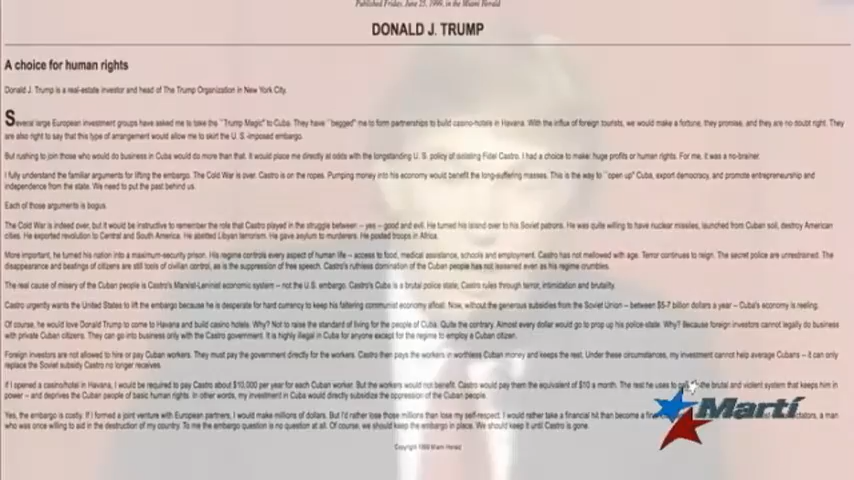 Published Friday, June 25, 1999, in the Miami Herald
DONALD J. TRUMP
A choice for human rights
Donald J. Trump is a real-estate investor and head of The Trump Organization in New York City.
Several large European investment groups have asked me to take the ``Trump Magic'' to Cuba. They have ``begged'' me to form partnerships to build casino-hotels in Havana. With the influx of foreign tourists, we would make a fortune, they promise, and they are no doubt right. They
are also right to say that this type of arrangement would allow me to skirt the U. S.-imposed embargo.
But rushing to join those who would do business in Cuba would do more than that. It would place me directly at odds with the longstanding U. S. policy of isolating Fidel Castro. I had a choice to make: huge profits or human rights. For me, it was a no-brainer.
I fully understand the familiar arguments for lifting the embargo. The Cold War is over. Castro is on the ropes. Pumping money into his economy would benefit the long-suffering masses. This is the way to ``open up'' Cuba, export democracy, and promote entrepreneurship and
independence from the state. We need to put the past behind us.
Each of those arguments is bogus.
The Cold War is indeed over, but it would be instructive to remember the role that Castro played in the struggle between -- yes -- good and evil. He turned his island over to his Soviet patrons. He was quite willing to have nuclear missiles, launched from Cuban soil, destroy American
cities. He exported revolution to Central and South America. He abetted Libyan terrorism. He gave asylum to murderers. He posted troops in Africa.
More important, he turned his nation into a maximum-security prison. His regime controls every aspect of human life -- access to food, medical assistance, schools and employment. Castro has not mellowed with age. Terror continues to reign. The secret police are unrestrained. The
disappearance and beatings of citizens are still tools of civilian control, as is the suppression of free speech. Castro's ruthless domination of the Cuban people has not lessened even as his regime crumbles.
The real cause of misery of the Cuban people is Castro's Marxist-Leninist economic system -- not the U.S. embargo. Castro's Cuba is a brutal police state; Castro rules through terror, intimidation and brutality.
Castro urgently wants the United States to lift the embargo because he is desperate for hard currency to keep his faltering communist economy afloat. Now, without the generous subsidies from the Soviet Union -- between $5-7 billion dollars a year -- Cuba's economy is reeling.
Of course, he would love Donald Trump to come to Havana and build casino hotels. Why? Not to raise the standard of living for the people of Cuba. Quite the contrary. Almost every dollar would go to prop up his police-state. Why? Because foreign investors cannot legally do business
with private Cuban citizens. They can go into business only with the Castro government. It is highly illegal in Cuba for anyone except for the regime to employ a Cuban citizen.
Foreign investors are not allowed to hire or pay Cuban workers. They must pay the government directly for the workers. Castro then pays the workers in worthless Cuban money and keeps the rest. Under these circumstances, my investment cannot help average Cubans -- it can only
replace the Soviet subsidy Castro no longer receives.
If I opened a casino/hotel in Havana, I would be required to pay Castro about $10,000 per year for each Cuban worker. But the workers would not benefit. Castro would pay them the equivalent of $10 a month. The rest he uses to the brutal and violent system that keeps him in
power -- and deprives the Cuban people of basic human rights. In other words, my investment in Cuba would directly subsidize the oppression of the Cuban people.
Yes, the embargo is costly. If I formed a joint venture with European partners, I would make millions of dollars. But I'd rather lose those millions than lose my self-respect. I would rather take a financial hit than become a a man
who was once willing to aid in the destruction of my country. To me the embargo question is no question at all. Of course, we should keep the embargo in place. We should keep it until Castro is gone.
Martí
Copyright 1999 Miami Herald